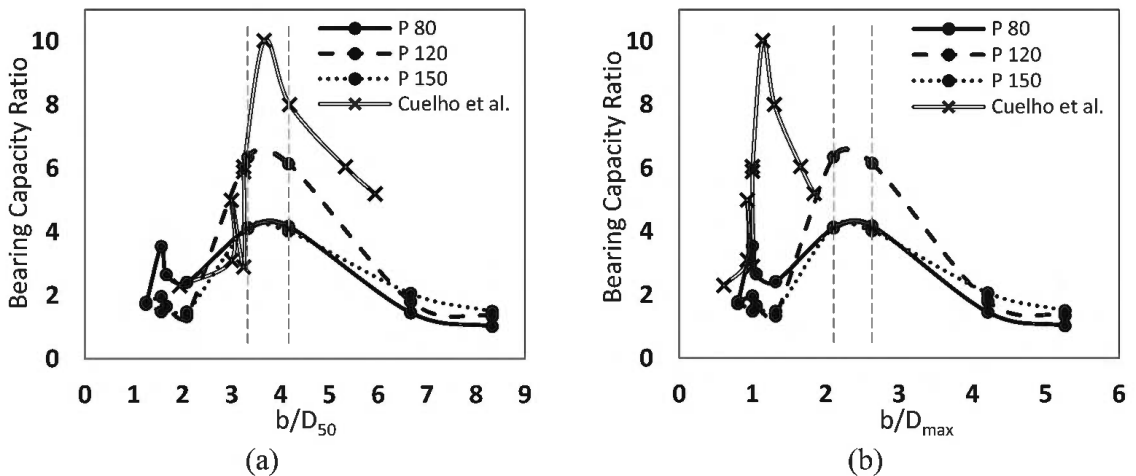 Bearing Capacity Ratio
10
8
6
4
2
0
P 80
P 120
P 150
Cuelho et al.
0 1 2 3 4 5 6 7 8 9
b/D50
(a)
Bearing Capacity Ratio
10
8
6
4
2
0
P 80
P 120
P 150
Cuelho et al.
0 1 2 3 4 5 6
b/Dmax
(b)